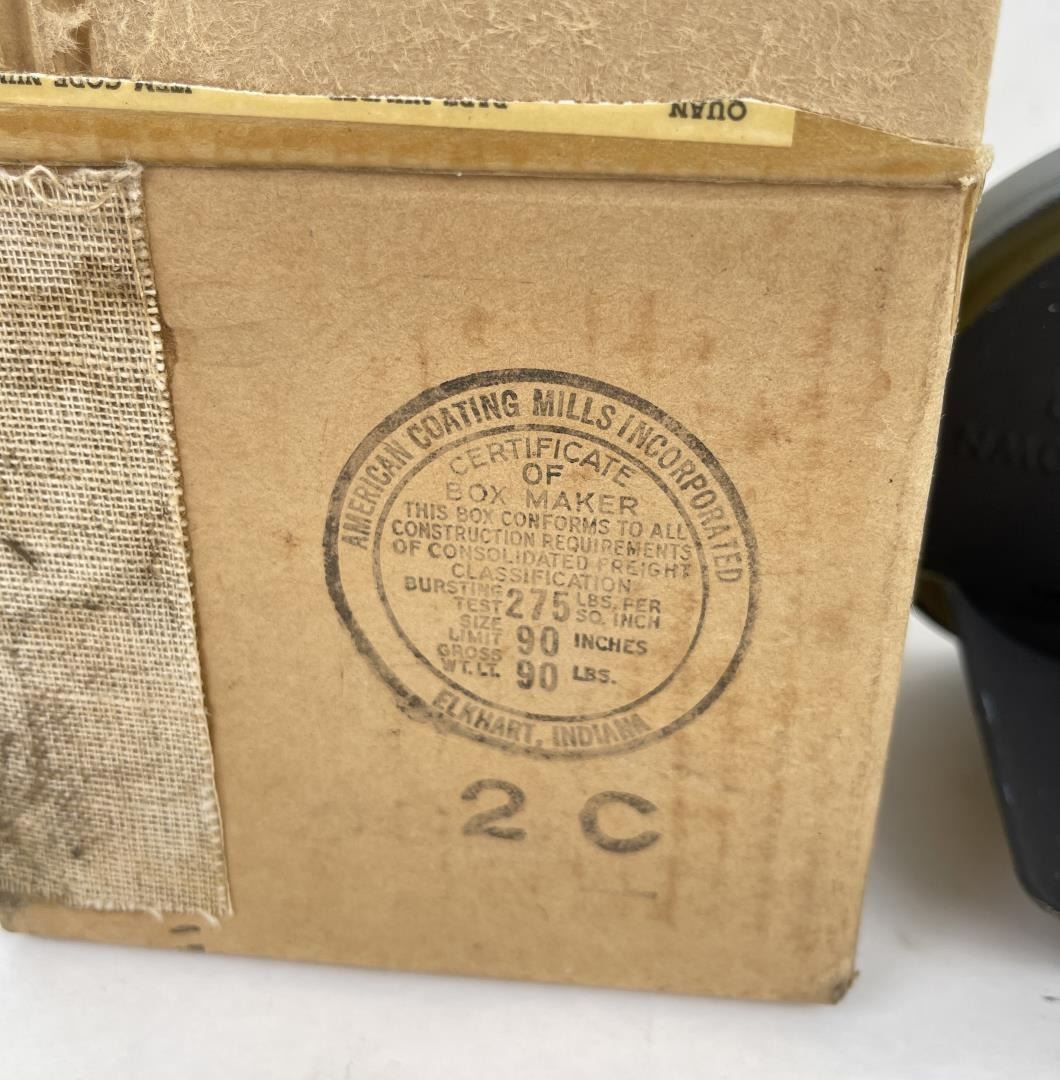 QUAN
AMERICAN COATING MILLS INCORPORATED
CERTIFICATE
OF
BOX MAKER
THIS BOX CONFORMS TO ALL
CONSTRUCTION REQUIREMENTS
OF CONSOLIDATED FREIGHT
CLASSIFICATION
BURSTING TEST 275 LBS. PER SQ. INCH
SIZE LIMIT 90 INCHES
GROSS WT. LT. 90 LBS.
ELKHART, INDIANA
2 C